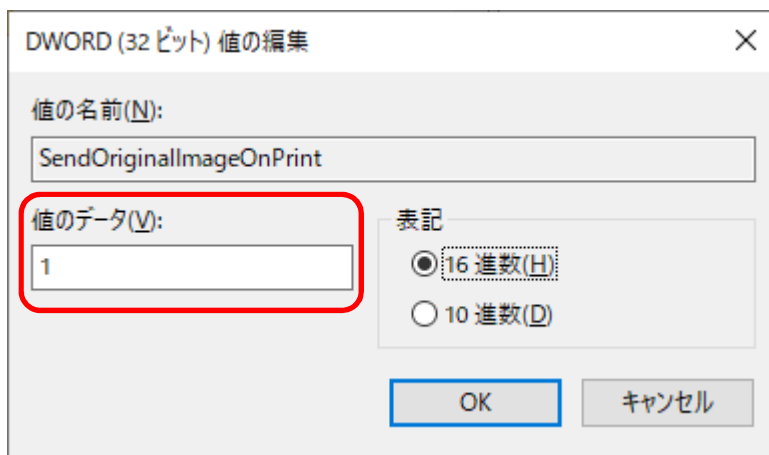 DWORD (32 ビット) 値の編集
値の名前(N):
SendOriginalImageOnPrint
値のデータ(V):
1
表記
16 進数(H)
10 進数(D)
OK
キャンセル